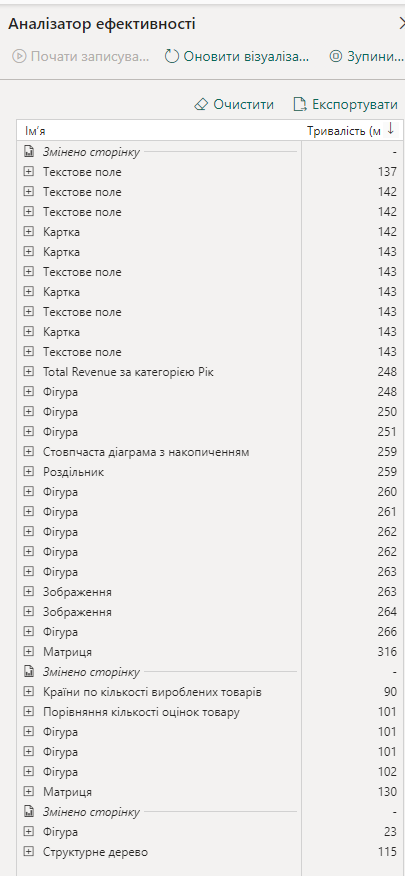 Аналізатор ефективності
Почати записува... Оновити візуаліза... Зупини...
Очистити Експортувати
Ім'я Тривалість (м
Змінено сторінку -
Текстове поле 137
Текстове поле 142
Текстове поле 142
Картка 142
Картка 143
Текстове поле 143
Картка 143
Текстове поле 143
Картка 143
Текстове поле 143
Total Revenue за категорією Рік 248
Фігура 248
Фігура 250
Фігура 251
Стовпчаста діаграма з накопиченням 259
Роздільник 259
Фігура 260
Фігура 261
Фігура 262
Фігура 262
Фігура 263
Зображення 263
Зображення 264
Фігура 266
Матриця 316
Змінено сторінку -
Країни по кількості вироблених товарів 90
Порівняння кількості оцінок товару 101
Фігура 101
Фігура 101
Фігура 102
Матриця 130
Змінено сторінку -
Фігура 23
Структурне дерево 115